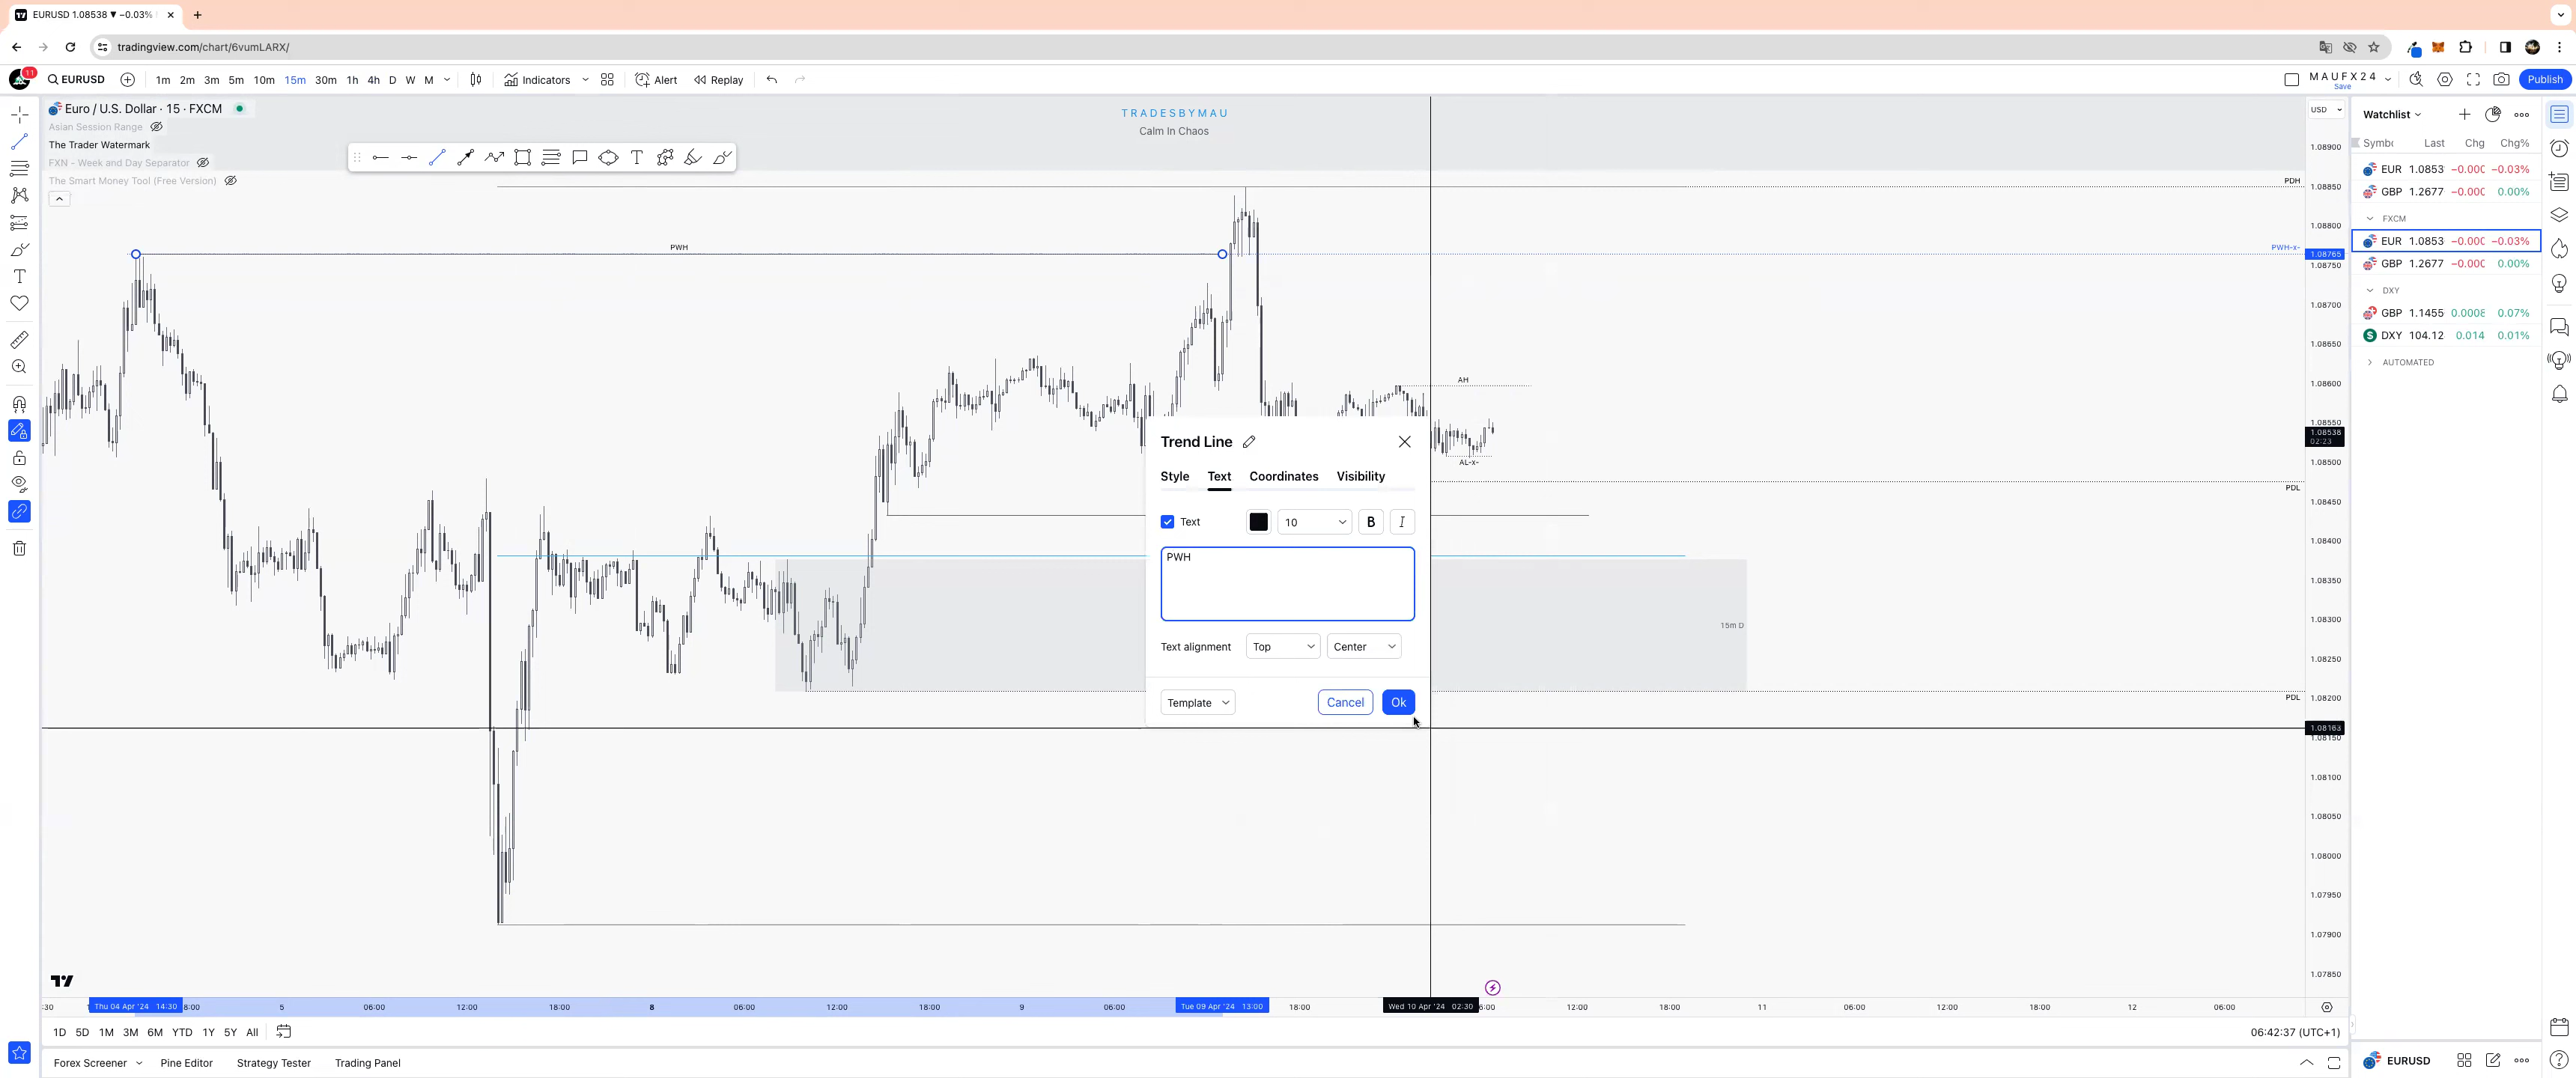 EURUSD 1.08538 ▼ −0.03%
tradingview.com/chart/6vumLARX/
11
EURUSD
1m 2m 3m 5m 10m 15m 30m 1h 4h D W M
Indicators
Alert
Replay
MAUFX24
Save
Publish
Euro / U.S. Dollar · 15 · FXCM
Asian Session Range
The Trader Watermark
FXN - Week and Day Separator
The Smart Money Tool (Free Version)
TRADESBYMAU
Calm In Chaos
PDH
PWH
PWH-x-
AH
AL-x-
PDL
15m D
PDL
Trend Line
Style Text Coordinates Visibility
Text
10
B I
PWH
Text alignment
Top
Center
Template
Cancel
Ok
USD
1.08900
1.08850
1.08800
1.08765
1.08750
1.08700
1.08650
1.08600
1.08550
1.08538
02:23
1.08500
1.08450
1.08400
1.08350
1.08300
1.08250
1.08200
1.08163
1.08150
1.08100
1.08050
1.08000
1.07950
1.07900
1.07850
Watchlist
Last Chg Chg%
EUR 1.0853 −0.03%
GBP 1.2677 0.00%
FXCM
EUR 1.0853 −0.03%
GBP 1.2677 0.00%
DXY
GBP 1.1455 0.0008 0.07%
DXY 104.12 0.014 0.01%
AUTOMATED
:30 Thu 04 Apr '24 14:30 8:00 5 06:00 12:00 18:00 8 06:00 12:00 18:00 9 06:00 Tue 09 Apr '24 13:00 18:00 Wed 10 Apr '24 02:30 12:00 18:00 11 06:00 12:00 18:00 12 06:00
1D 5D 1M 3M 6M YTD 1Y 5Y All
06:42:37 (UTC+1)
Forex Screener Pine Editor Strategy Tester Trading Panel
EURUSD